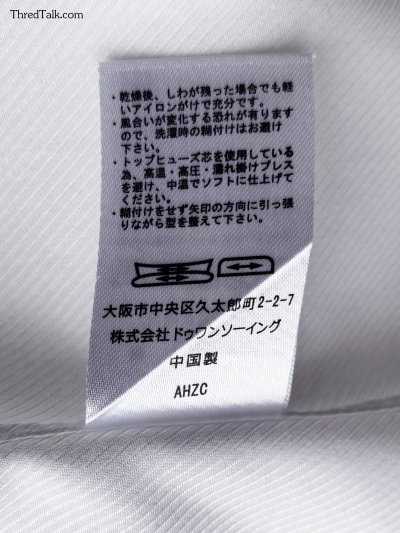 ThredTalk.com
・乾燥後、しわが残った場合でも軽
いアイロンがけで充分です。
・風合いが変化する恐れが有ります
ので、洗濯時の糊付けはお避け
下さい。
・トップヒューズ芯を使用している
為、高温・高圧・濡れ掛けプレス
を避け、中温でソフトに仕上げて
ください。
・糊付けをせず矢印の方向に引っ張
りながら型を整えて下さい。
大阪市中央区久太郎町2-2-7
株式会社ドゥワンソーイング
中国製
AHZC